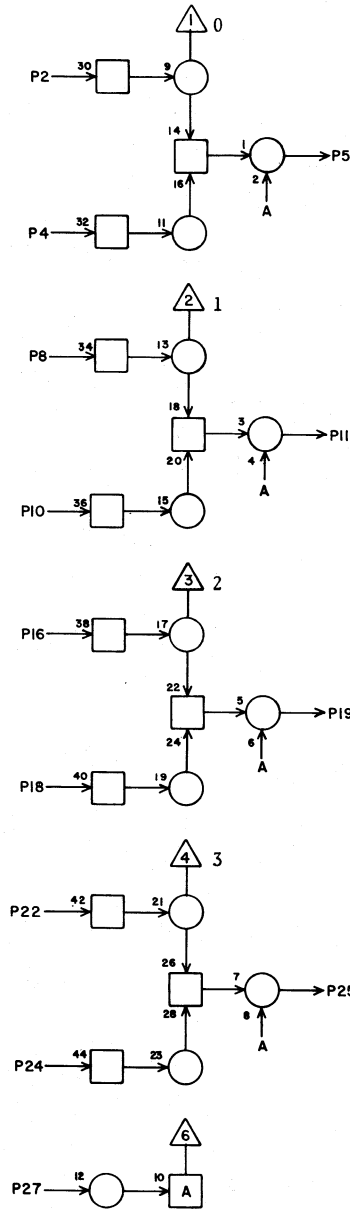 1 0
P2 30 9
14 1 P5
16 2
A
P4 32 11
2 1
P8 34 13
18 3 P11
20 4
A
P10 36 15
3 2
P16 38 17
22 5 P19
24 6
A
P18 40 19
4 3
P22 42 21
26 7 P25
28 8
A
P24 44 23
6
P27 12 10 A